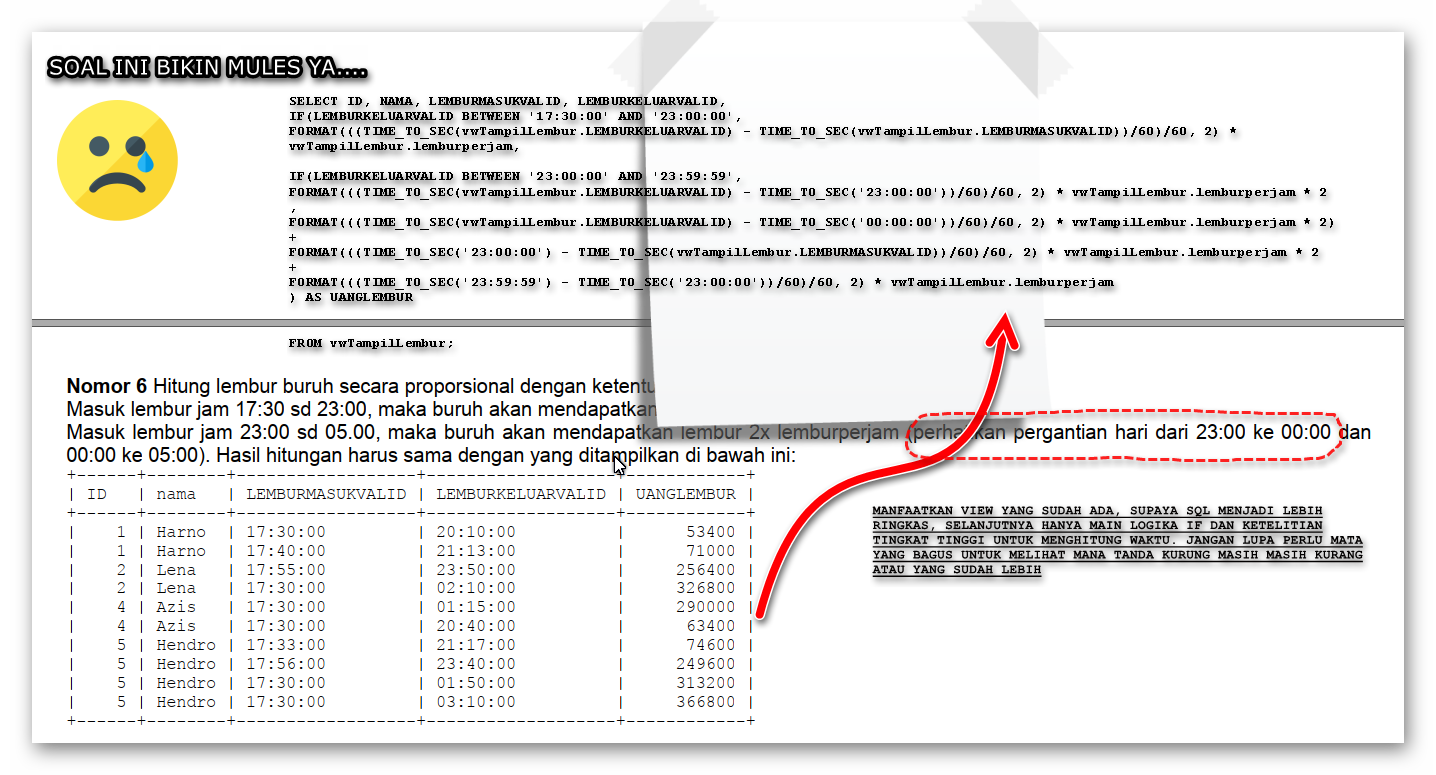 SOAL INI BIKIN MULES YA....
SELECT ID, NAMA, LEMBURMASUKVALID, LEMBURKELUARVALID,
IF(LEMBURKELUARVALID BETWEEN '17:30:00' AND '23:00:00',
FORMAT(((TIME_TO_SEC(vwTampilLembur.LEMBURKELUARVALID) - TIME_TO_SEC(vwTampilLembur.LEMBURMASUKVALID))/60)/60, 2) *
vwTampilLembur.lemburperjam,
IF(LEMBURKELUARVALID BETWEEN '23:00:00' AND '23:59:59',
FORMAT(((TIME_TO_SEC(vwTampilLembur.LEMBURKELUARVALID) - TIME_TO_SEC('23:00:00'))/60)/60, 2) * vwTampilLembur.lemburperjam * 2
,
FORMAT(((TIME_TO_SEC(vwTampilLembur.LEMBURKELUARVALID) - TIME_TO_SEC('00:00:00'))/60)/60, 2) * vwTampilLembur.lemburperjam * 2)
+
FORMAT(((TIME_TO_SEC('23:00:00') - TIME_TO_SEC(vwTampilLembur.LEMBURMASUKVALID))/60)/60, 2) * vwTampilLembur.lemburperjam * 2
+
FORMAT(((TIME_TO_SEC('23:59:59') - TIME_TO_SEC('23:00:00'))/60)/60, 2) * vwTampilLembur.lemburperjam
) AS UANGLEMBUR
FROM vwTampilLembur;
Nomor 6 Hitung lembur buruh secara proporsional dengan
Masuk lembur jam 17:30 sd 23:00, maka buruh akan mendapatkan
Masuk lembur jam 23:00 sd 05.00, maka buruh akan mendapatkan lembur 2x lemburperjam (perhatikan pergantian hari dari 23:00 ke 00:00 dan
00:00 ke 05:00). Hasil hitungan harus sama dengan yang ditampilkan di bawah ini:
+------+--------+------------------+-------------------+------------+
| ID | nama | LEMBURMASUKVALID | LEMBURKELUARVALID | UANGLEMBUR |
+------+--------+------------------+-------------------+------------+
| 1 | Harno | 17:30:00 | 20:10:00 | 53400 |
| 1 | Harno | 17:40:00 | 21:13:00 | 71000 |
| 2 | Lena | 17:55:00 | 23:50:00 | 256400 |
| 2 | Lena | 17:30:00 | 02:10:00 | 326800 |
| 4 | Azis | 17:30:00 | 01:15:00 | 290000 |
| 4 | Azis | 17:30:00 | 20:40:00 | 63400 |
| 5 | Hendro | 17:33:00 | 21:17:00 | 74600 |
| 5 | Hendro | 17:56:00 | 23:40:00 | 249600 |
| 5 | Hendro | 17:30:00 | 01:50:00 | 313200 |
| 5 | Hendro | 17:30:00 | 03:10:00 | 366800 |
+------+--------+------------------+-------------------+------------+
MANFAATKAN VIEW YANG SUDAH ADA, SUPAYA SQL MENJADI LEBIH
RINGKAS, SELANJUTNYA HANYA MAIN LOGIKA IF DAN KETELITIAN
TINGKAT TINGGI UNTUK MENGHITUNG WAKTU. JANGAN LUPA PERLU MATA
YANG BAGUS UNTUK MELIHAT MANA TANDA KURUNG MASIH MASIH KURANG
ATAU YANG SUDAH LEBIH